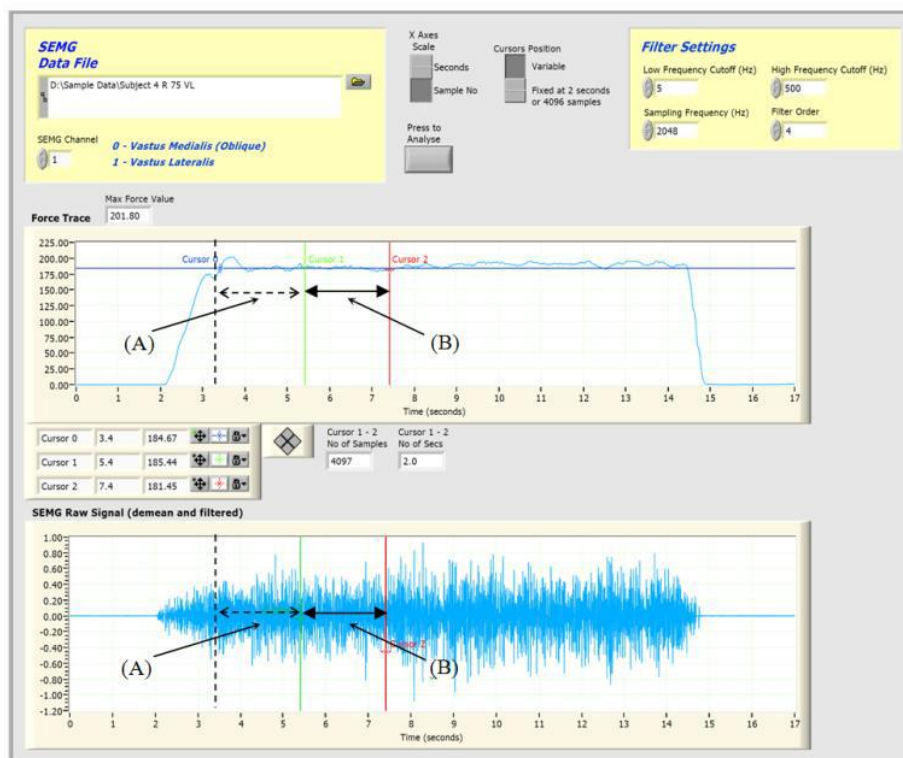 SEMG
Data File
D:\Sample Data\Subject 4 R 75 VL
SEMG Channel
1
0 - Vastus Medialis (Oblique)
1 - Vastus Lateralis
X Axes
Scale
Seconds
Sample No
Cursors Position
Variable
Fixed at 2 seconds
or 4096 samples
Press to
Analyse
Filter Settings
Low Frequency Cutoff (Hz)
5
High Frequency Cutoff (Hz)
500
Sampling Frequency (Hz)
2048
Filter Order
4
Max Force Value
Force Trace
201.80
225.00
200.00
175.00
150.00
125.00
100.00
75.00
50.00
25.00
0.00
Cursor 0
Cursor 1
Cursor 2
(A)
(B)
0 1 2 3 4 5 6 7 8 9 10 11 12 13 14 15 16 17
Time (seconds)
Cursor 0 3.4 184.67
Cursor 1 5.4 185.44
Cursor 2 7.4 181.45
Cursor 1 - 2
No of Samples
4097
Cursor 1 - 2
No of Secs
2.0
SEMG Raw Signal (demean and filtered)
1.00
0.80
0.60
0.40
0.20
0.00
-0.20
-0.40
-0.60
-0.80
-1.00
-1.20
Cursor 2
(A)
(B)
0 1 2 3 4 5 6 7 8 9 10 11 12 13 14 15 16 17
Time (seconds)